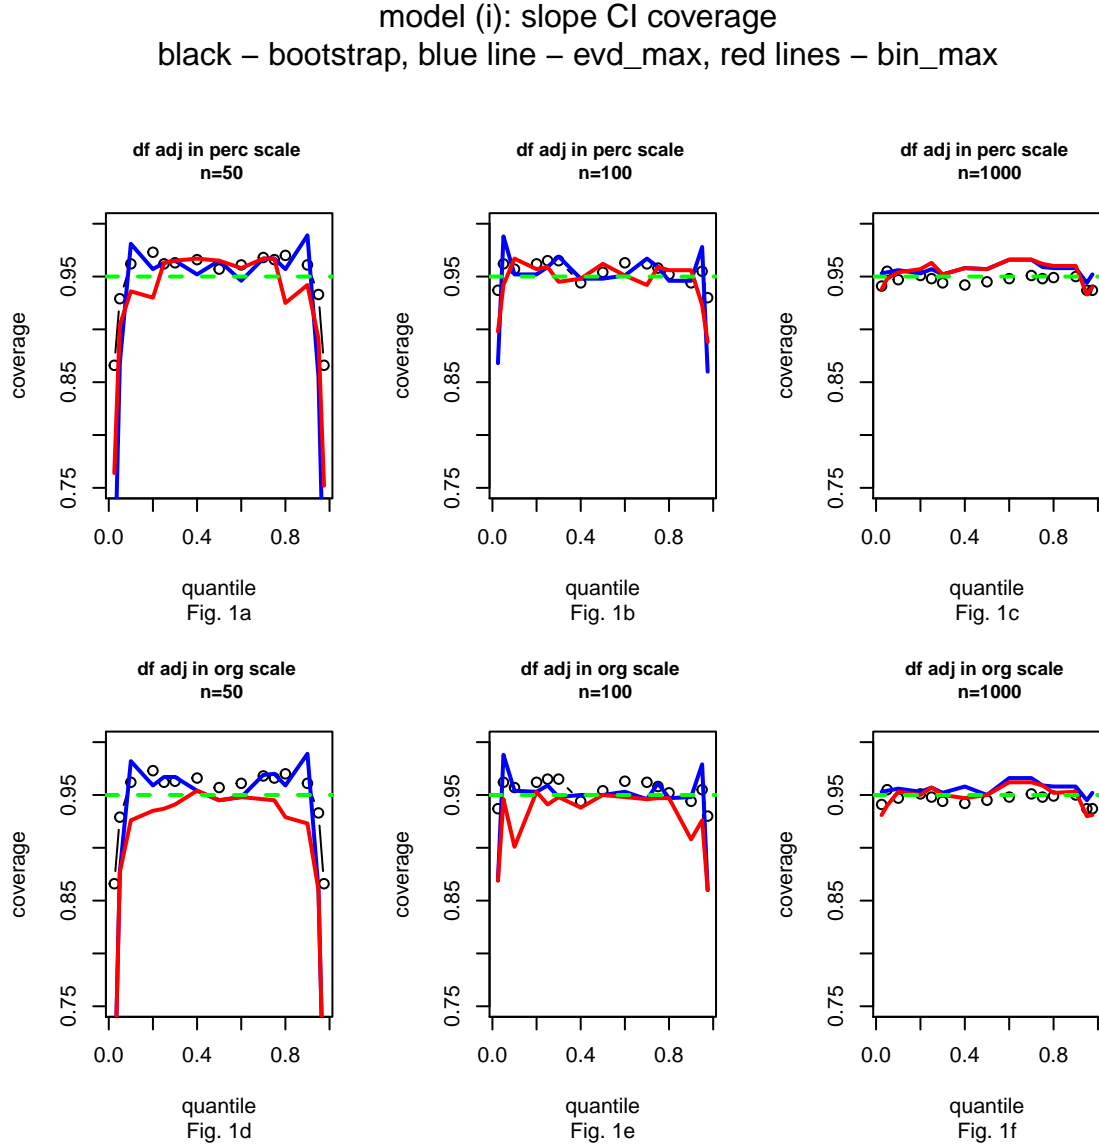 model (i): slope CI coverage
black – bootstrap, blue line – evd_max, red lines – bin_max
df adj in perc scale
n=50
coverage
0.75
0.85
0.95
0.0
0.4
0.8
quantile
Fig. 1a
df adj in perc scale
n=100
coverage
0.75
0.85
0.95
0.0
0.4
0.8
quantile
Fig. 1b
df adj in perc scale
n=1000
coverage
0.75
0.85
0.95
0.0
0.4
0.8
quantile
Fig. 1c
df adj in org scale
n=50
coverage
0.75
0.85
0.95
0.0
0.4
0.8
quantile
Fig. 1d
df adj in org scale
n=100
coverage
0.75
0.85
0.95
0.0
0.4
0.8
quantile
Fig. 1e
df adj in org scale
n=1000
coverage
0.75
0.85
0.95
0.0
0.4
0.8
quantile
Fig. 1f